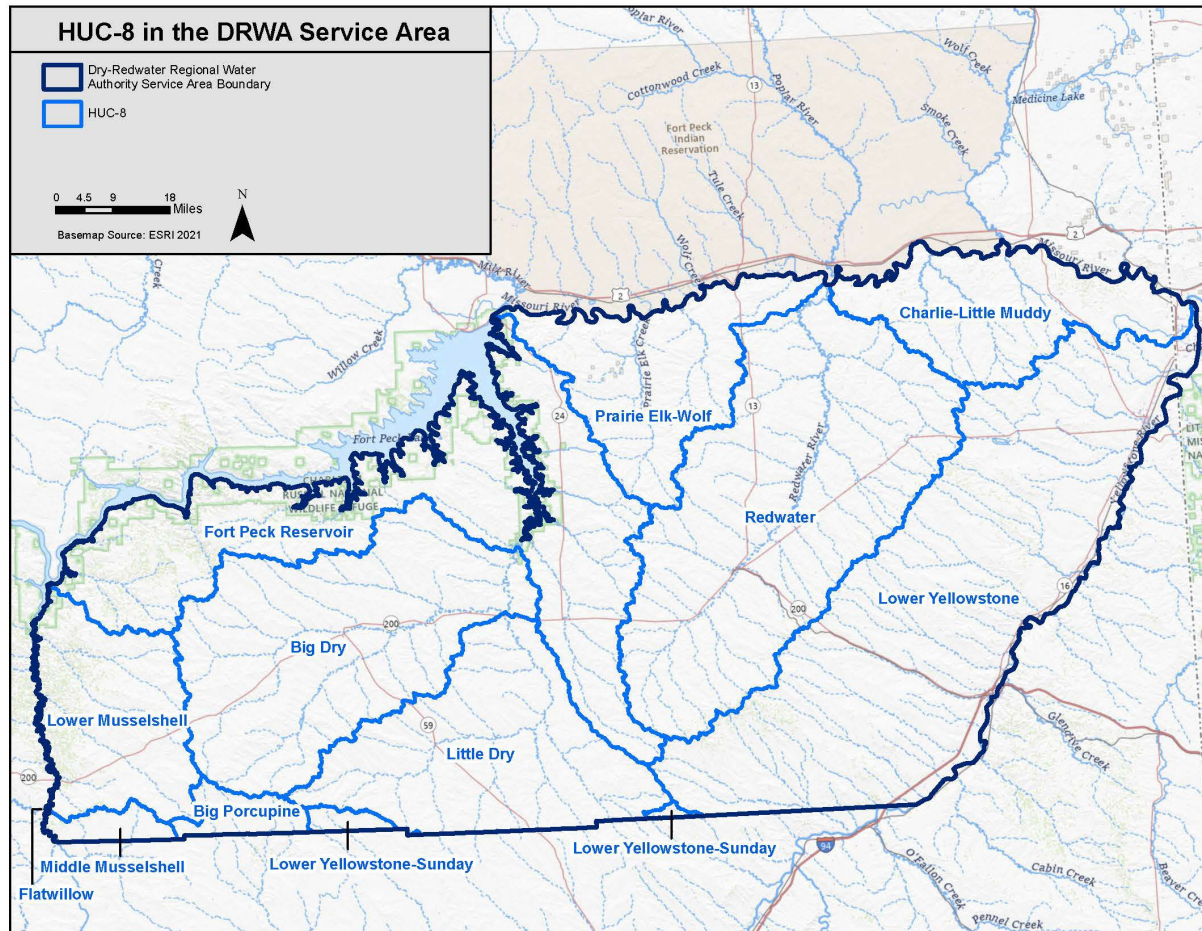 HUC-8 in the DRWA Service Area
Dry-Redwater Regional Water
Authority Service Area Boundary
HUC-8
0 4.5 9 18
Miles
N
Basemap Source: ESRI 2021
Poplar River
Cottonwood Creek
13
Poplar River
Wolf Creek
Medicine Lake
Smoke Creek
Fort Peck
Indian
Reservation
Tule Creek
Creek
Milk River
Missouri River
2
Wolf Creek
2
Missouri River
Willow Creek
Prairie Elk Creek
Charlie-Little Muddy
Prairie Elk-Wolf
24
13
Redwater River
Yellowstone River
Fort Peck
RUSSELL NATIONAL
WILDLIFE REFUGE
Fort Peck Reservoir
Redwater
16
Lower Yellowstone
200
200
Big Dry
Lower Musselshell
59
Little Dry
Glendive Creek
200
Big Porcupine
Middle Musselshell
Lower Yellowstone-Sunday
Lower Yellowstone-Sunday
94
Flatwillow
O'Fallon Creek
Cabin Creek
Pennel Creek
Beaver Cre